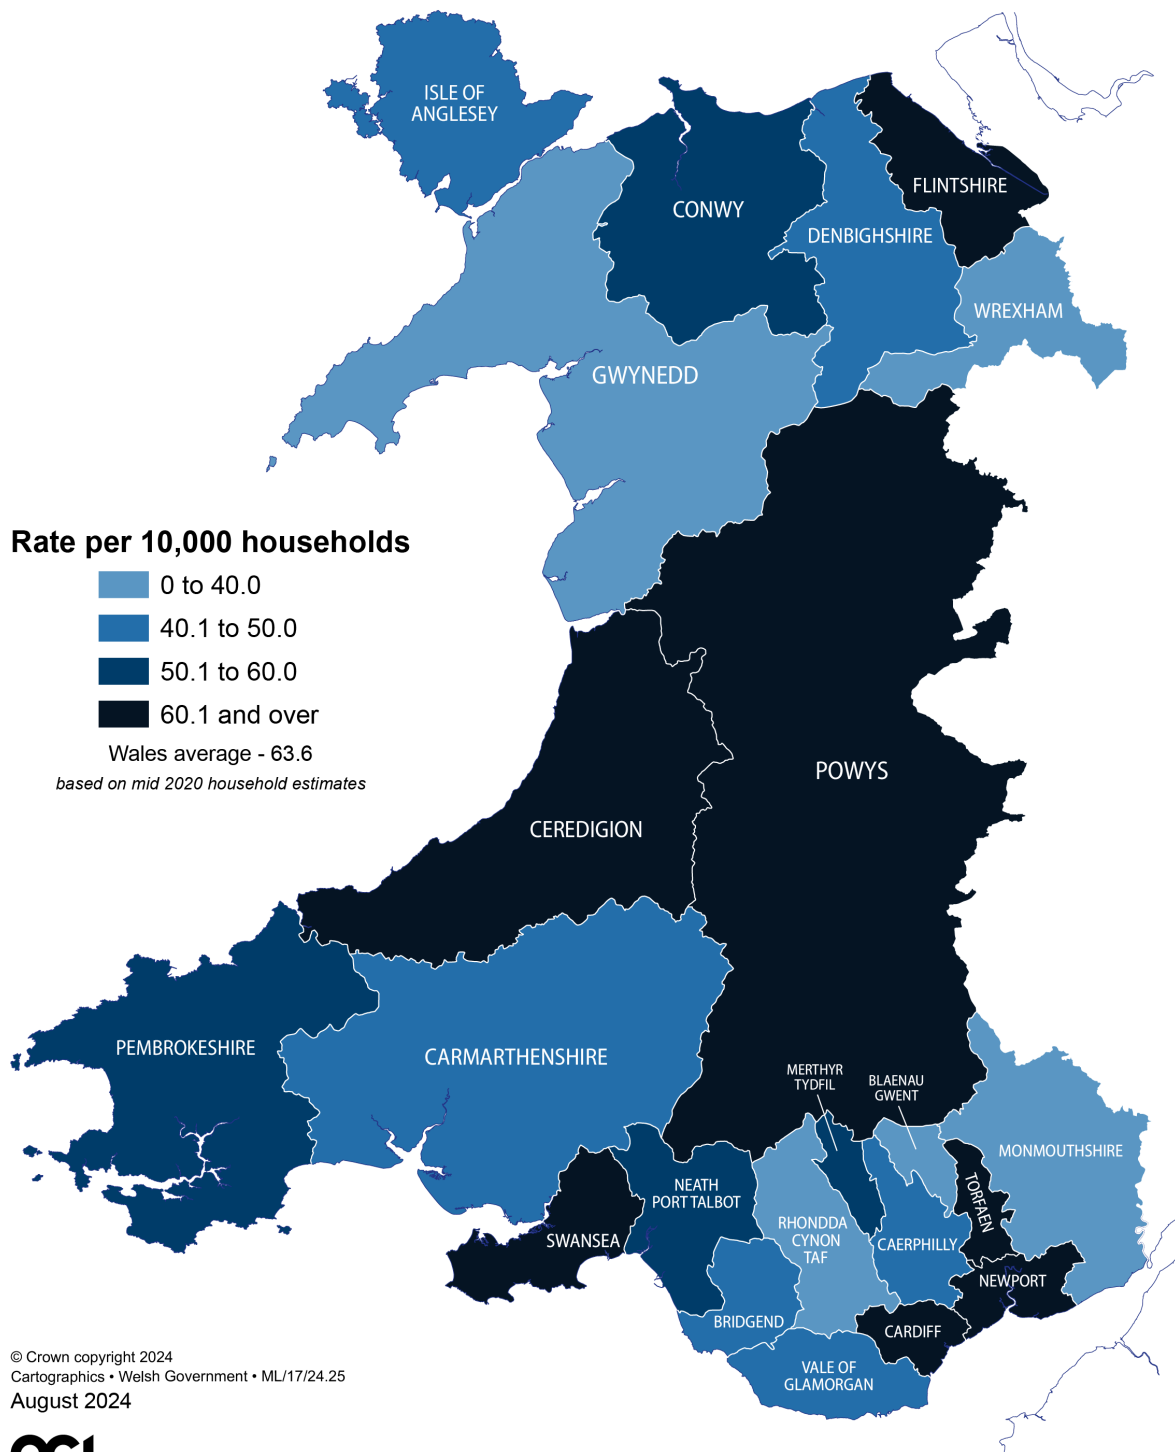 ISLE OF
ANGLESEY
FLINTSHIRE
CONWY
DENBIGHSHIRE
WREXHAM
GWYNEDD
Rate per 10,000 households
0 to 40.0
40.1 to 50.0
50.1 to 60.0
60.1 and over
Wales average - 63.6
based on mid 2020 household estimates
POWYS
CEREDIGION
PEMBROKESHIRE
CARMARTHENSHIRE
MERTHYR
TYDFIL
BLAENAU
GWENT
MONMOUTHSHIRE
NEATH
PORT TALBOT
TORFAEN
RHONDDA
CYNON
TAF
SWANSEA
CAERPHILLY
NEWPORT
BRIDGEND
CARDIFF
VALE OF
GLAMORGAN
© Crown copyright 2024
Cartographics • Welsh Government • ML/17/24.25
August 2024